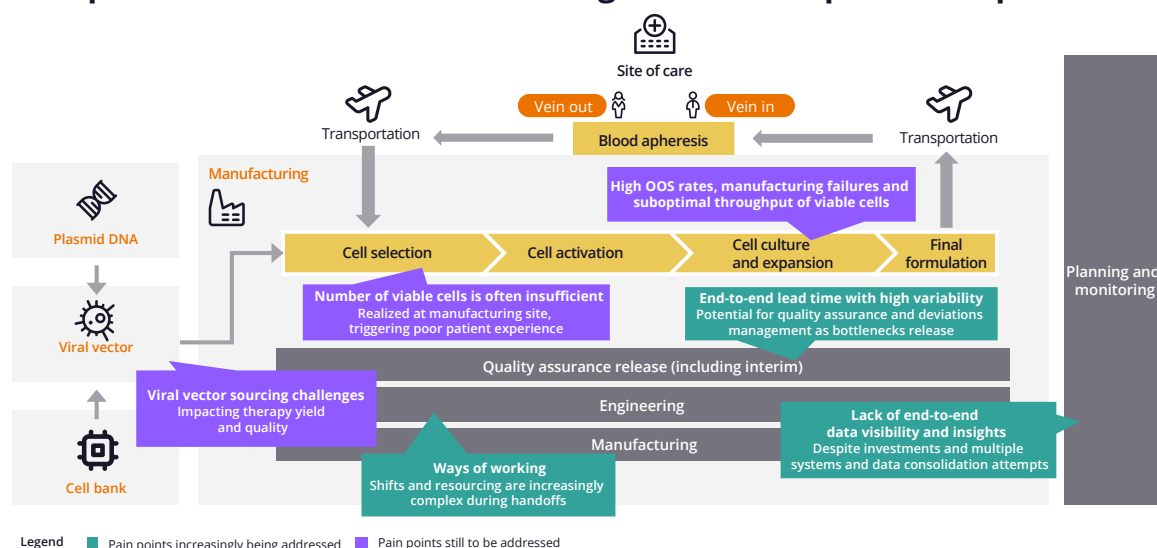 Site of care
Vein out
Vein in
Transportation
Blood apheresis
Transportation
Manufacturing
High OOS rates, manufacturing failures and
suboptimal throughput of viable cells
Plasmid DNA
Cell selection
Cell activation
Cell culture
and expansion
Final
formulation
Planning and
monitoring
Number of viable cells is often insufficient
Realized at manufacturing site,
triggering poor patient experience
End-to-end lead time with high variability
Potential for quality assurance and deviations
management as bottlenecks release
Viral vector
Quality assurance release (including interim)
Viral vector sourcing challenges
Impacting therapy yield
and quality
Engineering
Lack of end-to-end
data visibility and insights
Despite investments and multiple
systems and data consolidation attempts
Manufacturing
Ways of working
Shifts and resourcing are increasingly
complex during handoffs
Cell bank
Legend
Pain points increasingly being addressed
Pain points still to be addressed